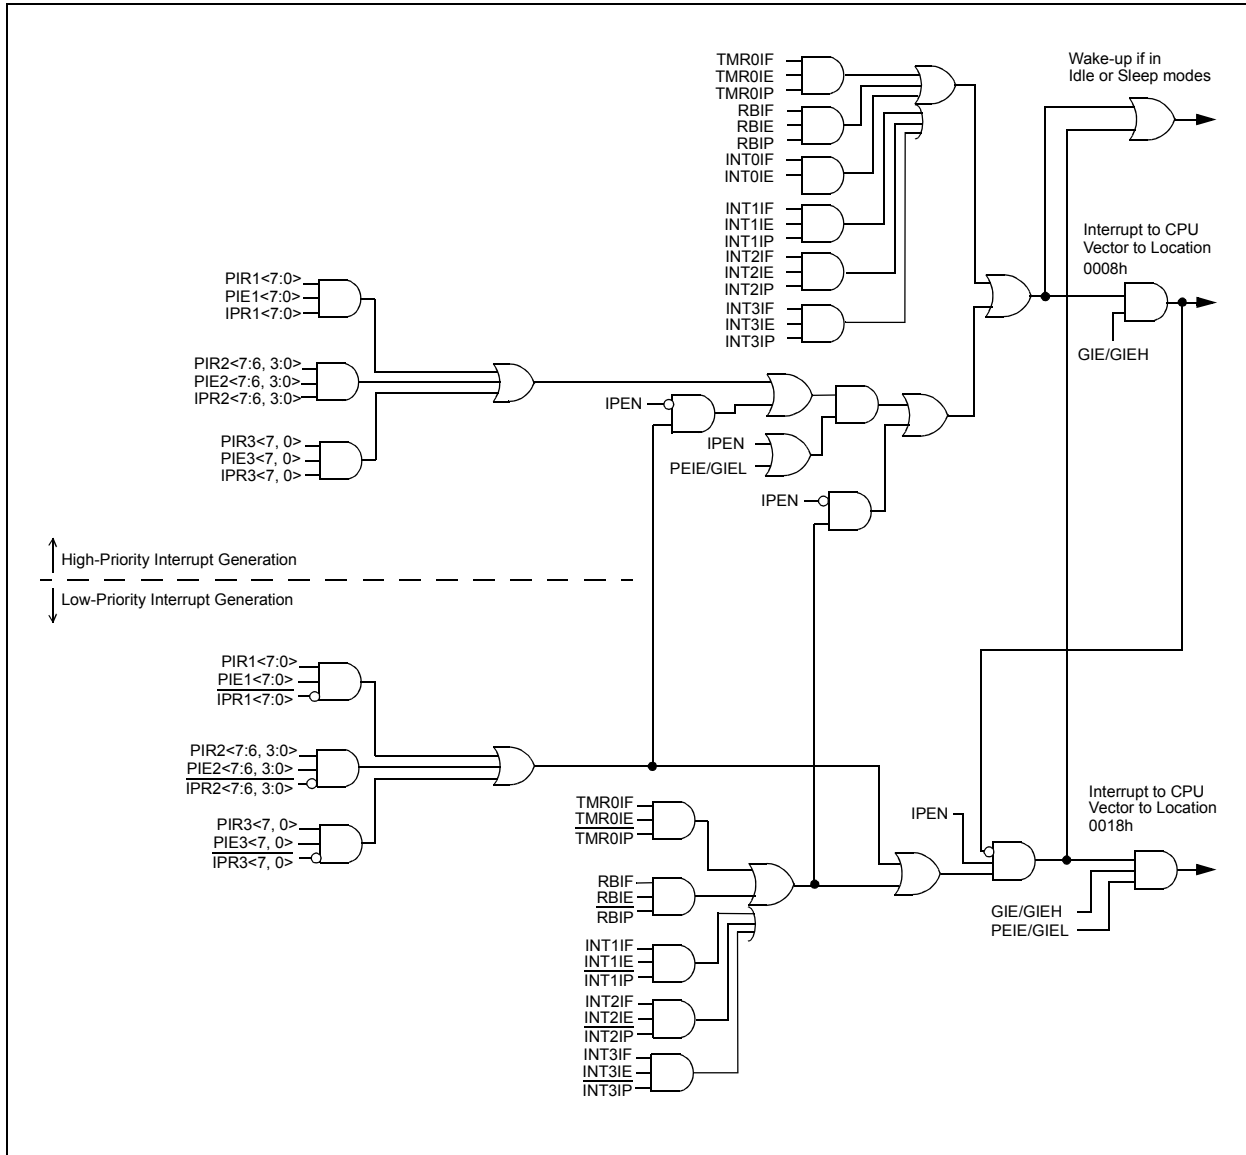 TMR0IF
TMR0IE
TMR0IP
RBIF
RBIE
RBIP
INT0IF
INT0IE
INT1IF
INT1IE
INT1IP
INT2IF
INT2IE
INT2IP
INT3IF
INT3IE
INT3IP
Wake-up if in
Idle or Sleep modes
Interrupt to CPU
Vector to Location
0008h
GIE/GIEH
PIR1<7:0>
PIE1<7:0>
IPR1<7:0>
PIR2<7:6, 3:0>
PIE2<7:6, 3:0>
IPR2<7:6, 3:0>
PIR3<7, 0>
PIE3<7, 0>
IPR3<7, 0>
IPEN
IPEN
PEIE/GIEL
IPEN
High-Priority Interrupt Generation
Low-Priority Interrupt Generation
PIR1<7:0>
PIE1<7:0>
IPR1<7:0>
PIR2<7:6, 3:0>
PIE2<7:6, 3:0>
IPR2<7:6, 3:0>
PIR3<7, 0>
PIE3<7, 0>
IPR3<7, 0>
TMR0IF
TMR0IE
TMR0IP
RBIF
RBIE
RBIP
INT1IF
INT1IE
INT1IP
INT2IF
INT2IE
INT2IP
INT3IF
INT3IE
INT3IP
IPEN
Interrupt to CPU
Vector to Location
0018h
GIE/GIEH
PEIE/GIEL